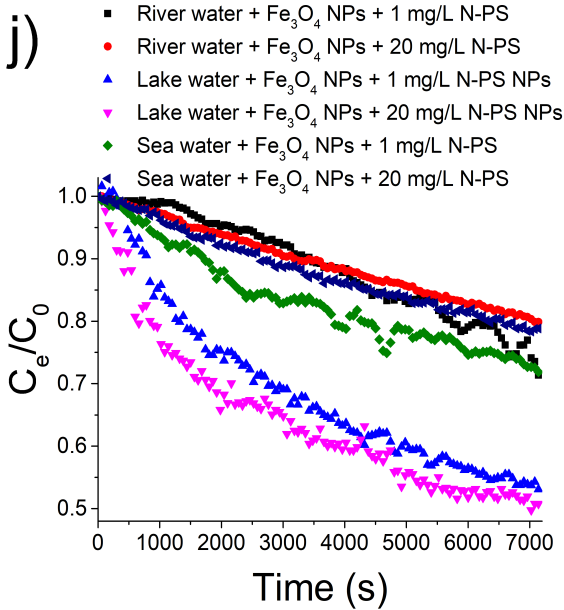 j)
River water + Fe₃O₄ NPs + 1 mg/L N-PS
River water + Fe₃O₄ NPs + 20 mg/L N-PS
Lake water + Fe₃O₄ NPs + 1 mg/L N-PS NPs
Lake water + Fe₃O₄ NPs + 20 mg/L N-PS NPs
Sea water + Fe₃O₄ NPs + 1 mg/L N-PS
Sea water + Fe₃O₄ NPs + 20 mg/L N-PS
1.0
0.9
0.8
0.7
0.6
0.5
Cₑ/C₀
0 1000 2000 3000 4000 5000 6000 7000
Time (s)